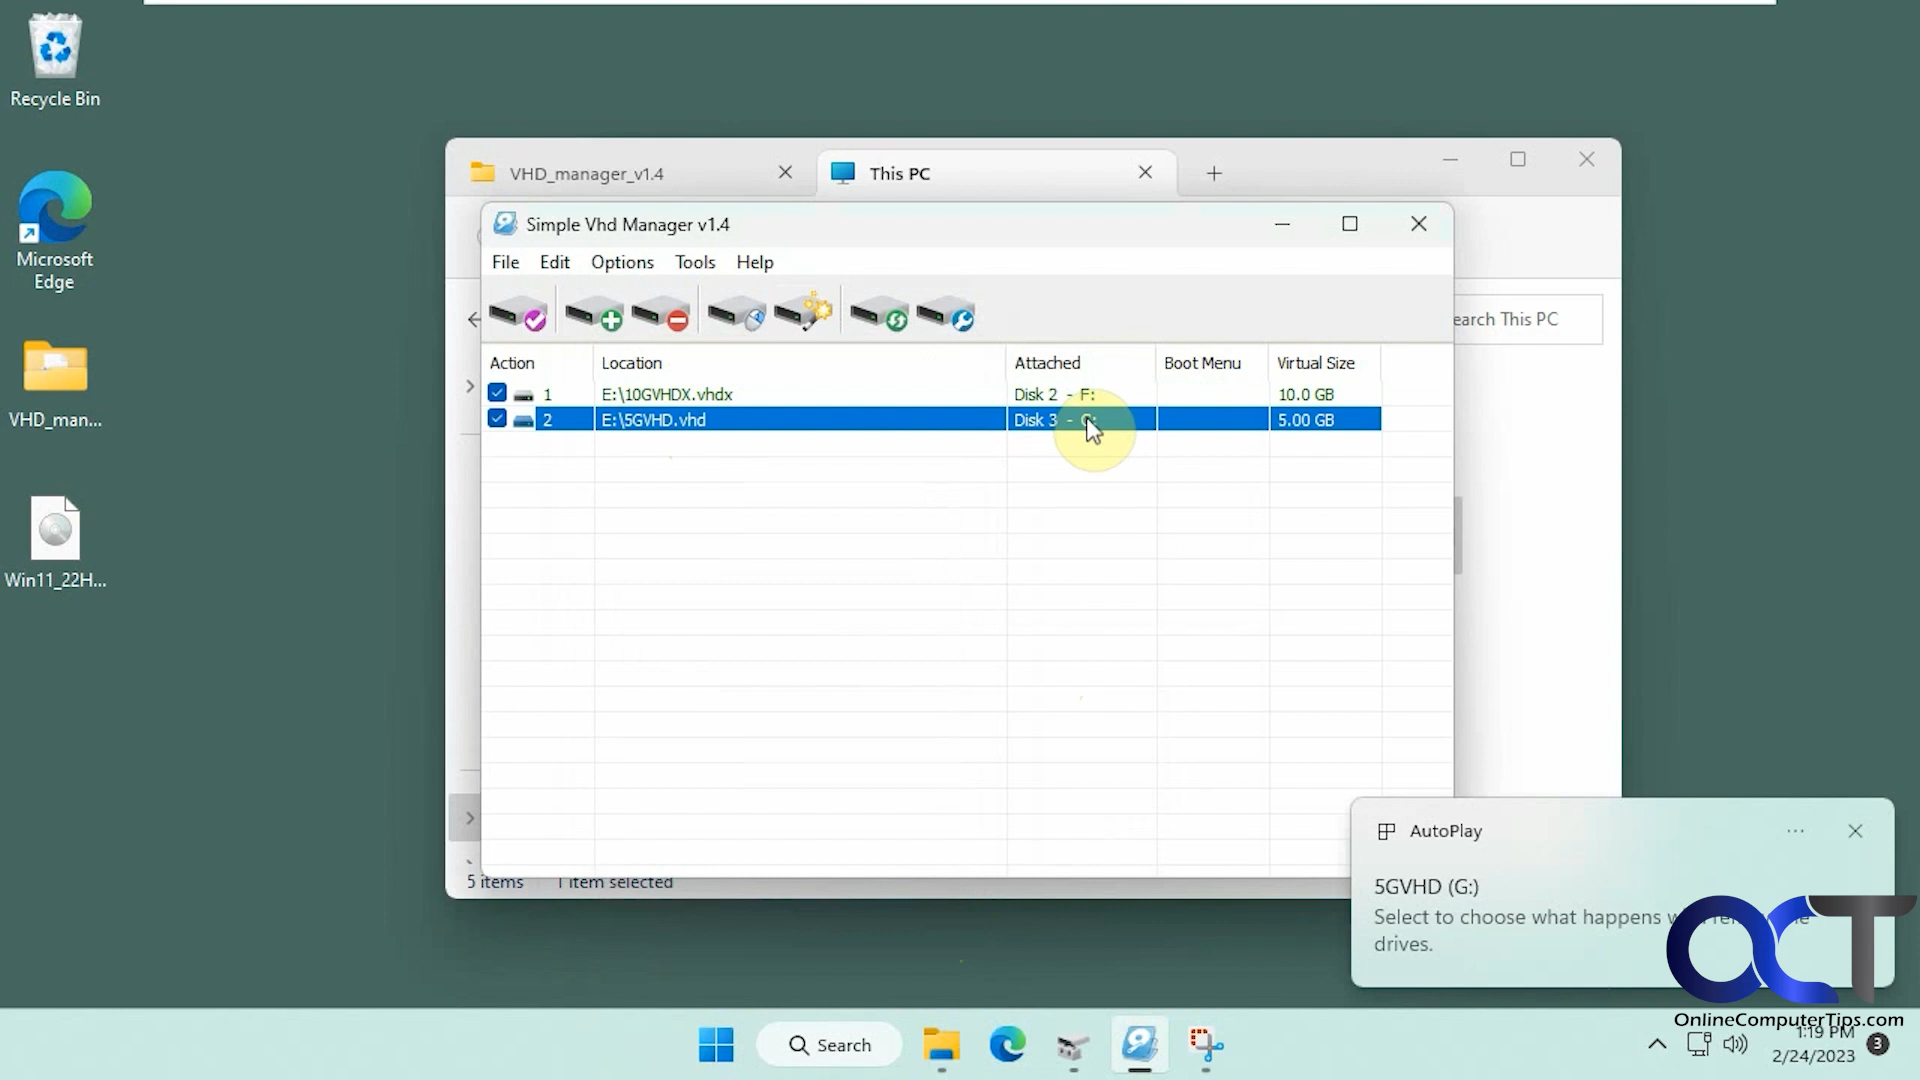 Recycle Bin
Microsoft
Edge
VHD_man...
Win11_22H...
VHD_manager_v1.4
This PC
Simple Vhd Manager v1.4
File Edit Options Tools Help
earch This PC
Action Location Attached Boot Menu Virtual Size
1 E:\10GVHDX.vhdx Disk 2 - F: 10.0 GB
2 E:\5GVHD.vhd Disk 3 - 5.00 GB
5 items 1 item selected
AutoPlay
5GVHD (G:)
Select to choose what happens
drives.
OCT
OnlineComputerTips.com
Search
1:19 PM
2/24/2023
3